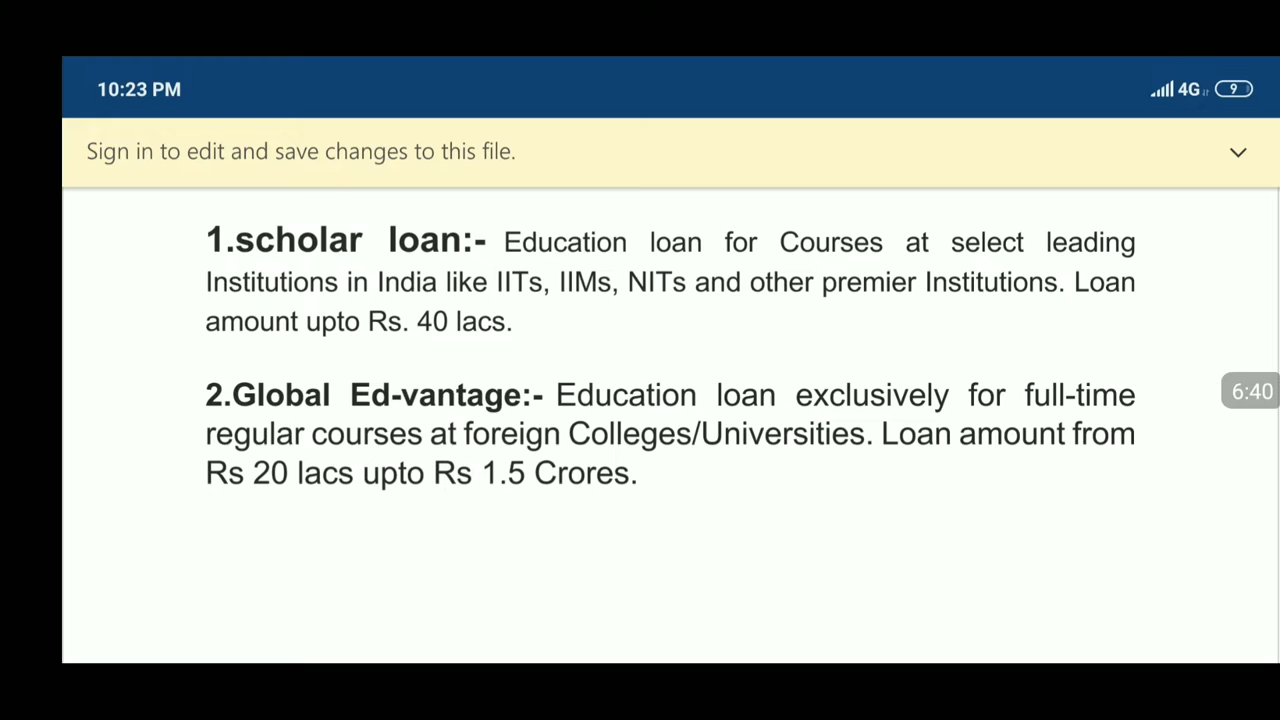 10:23 PM 4G 9
Sign in to edit and save changes to this file.
1.scholar loan:- Education loan for Courses at select leading
Institutions in India like IITs, IIMs, NITs and other premier Institutions. Loan
amount upto Rs. 40 lacs.
2.Global Ed-vantage:- Education loan exclusively for full-time
6:40
regular courses at foreign Colleges/Universities. Loan amount from
Rs 20 lacs upto Rs 1.5 Crores.